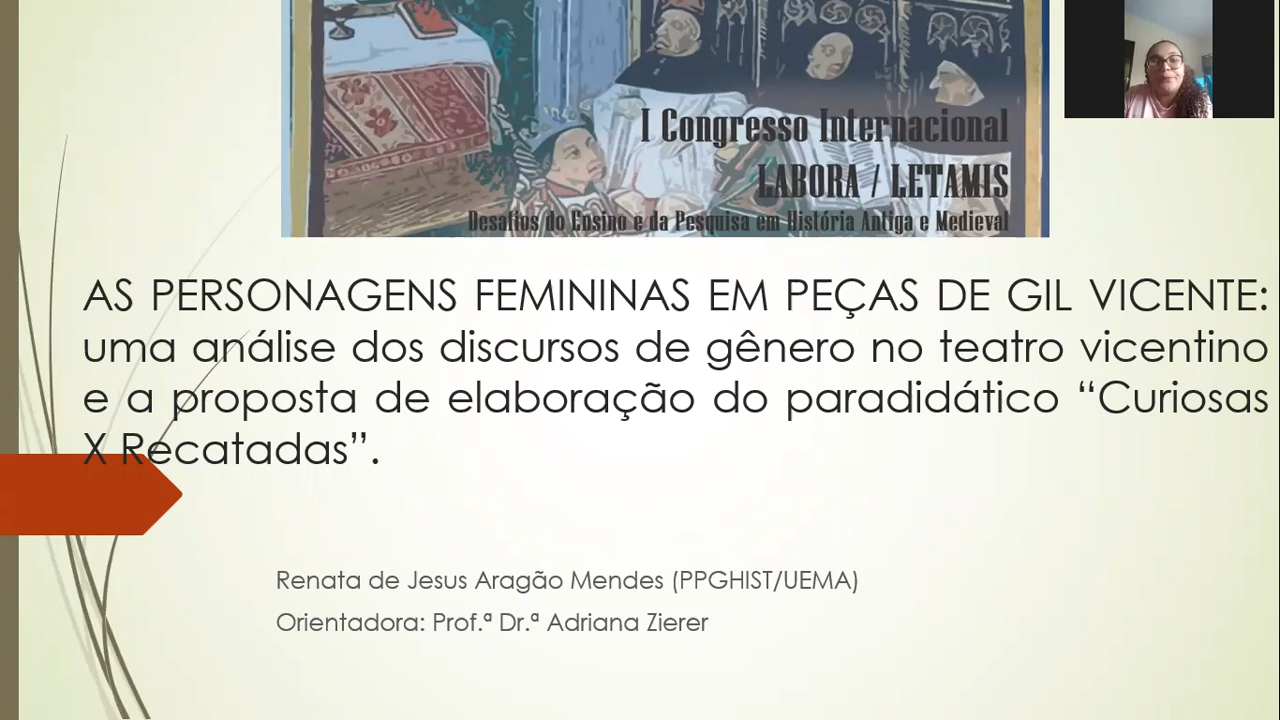 I Congresso Internacional
LABORA / LETAMIS
Desafios do Ensino e da Pesquisa em História Antiga e Medieval
AS PERSONAGENS FEMININAS EM PEÇAS DE GIL VICENTE:
uma análise dos discursos de gênero no teatro vicentino
e a proposta de elaboração do paradidático “Curiosas
X Recatadas”.
Renata de Jesus Aragão Mendes (PPGHIST/UEMA)
Orientadora: Prof.ª Dr.ª Adriana Zierer